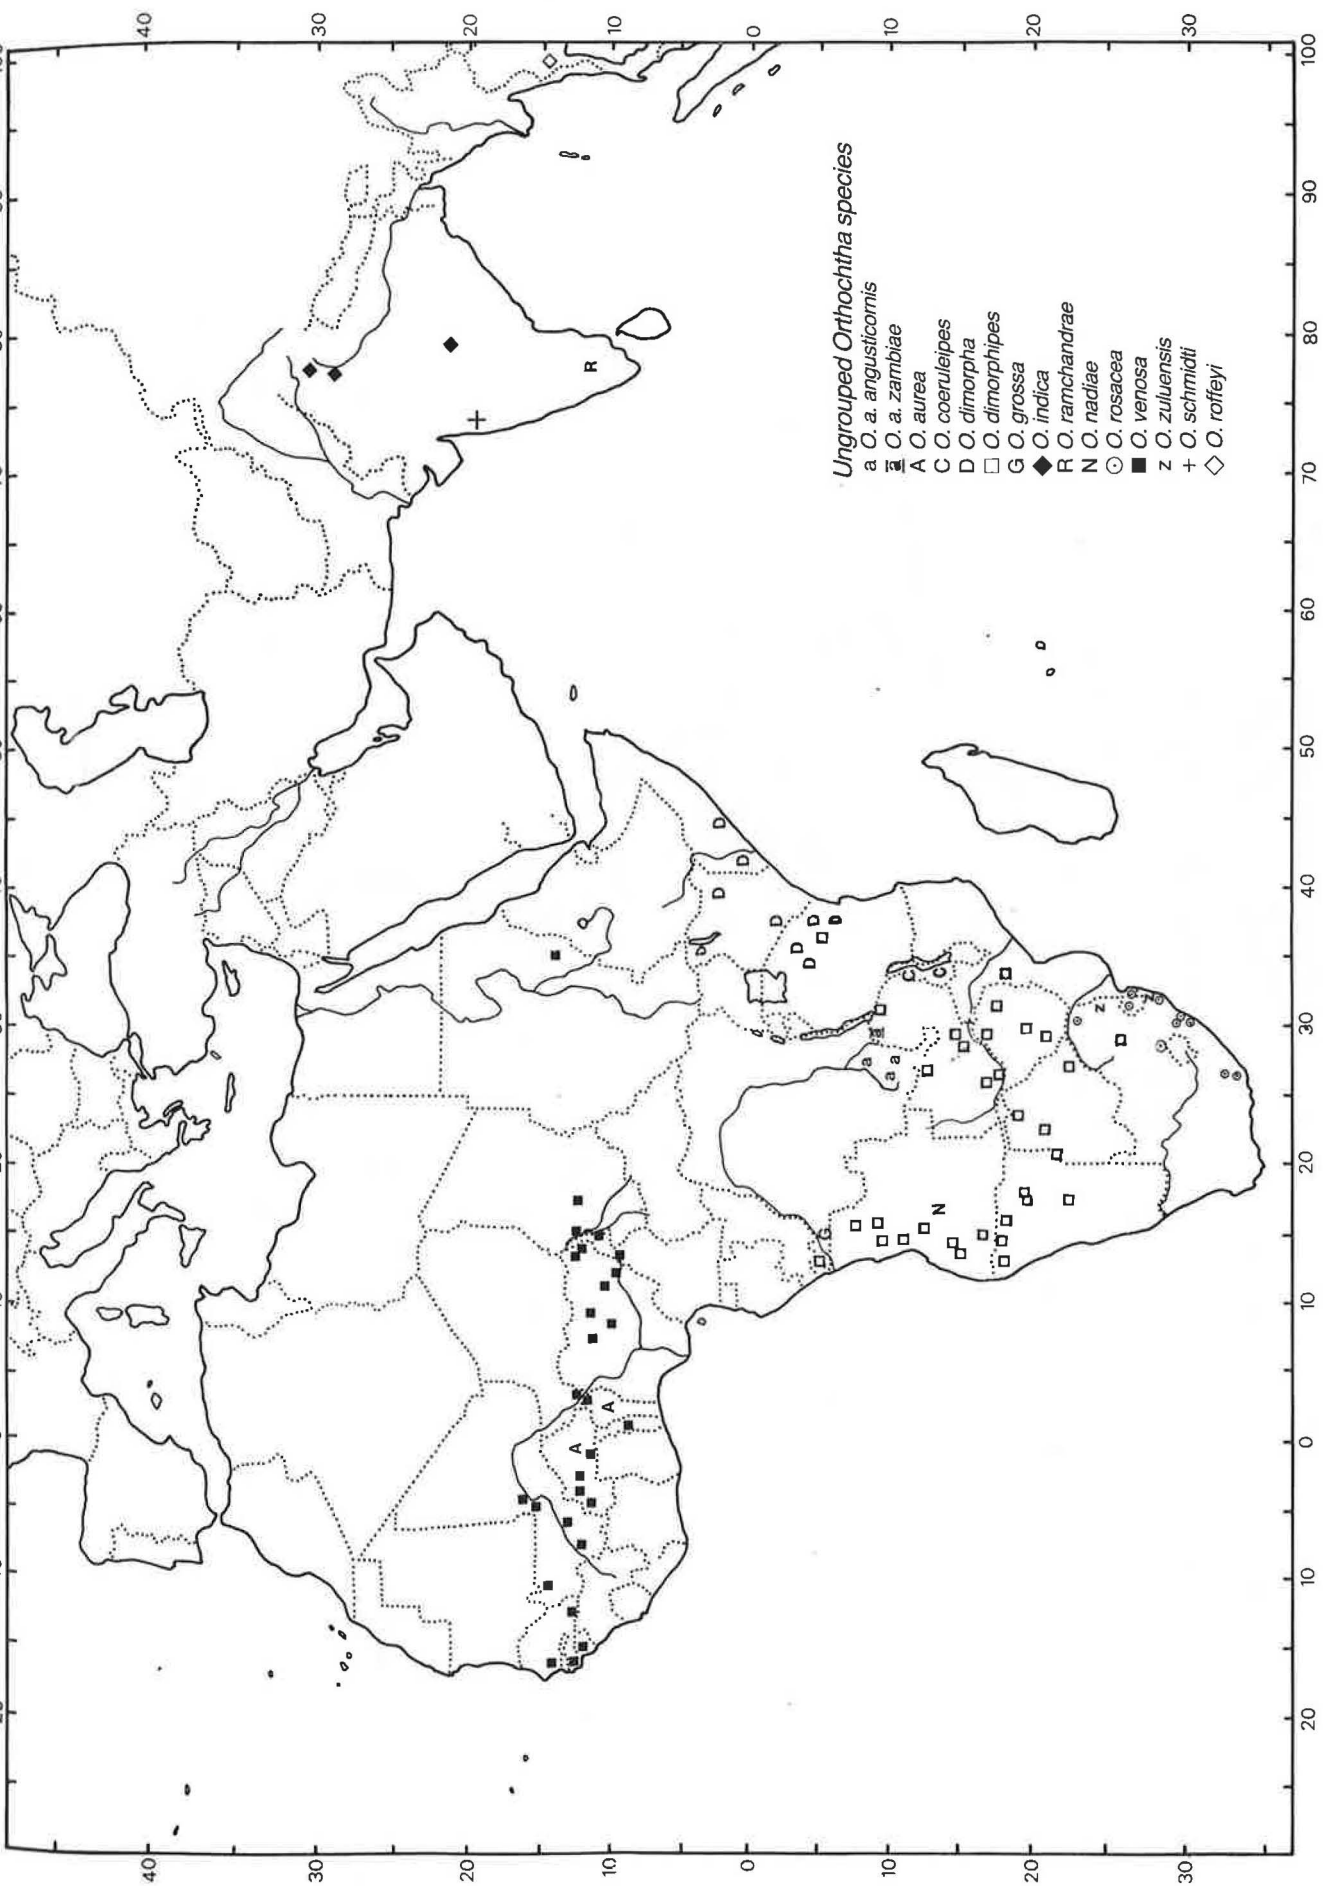 Ungrouped Orthochtha species
a O. a. angusticornis
a O. a. zambiae
A O. aurea
C O. coeruleipes
D O. dimorpha
□ O. dimorphipes
G O. grossa
◆ O. indica
R O. ramchandrae
N O. nadiae
⊙ O. rosacea
■ O. venosa
z O. zuluensis
+ O. schmidti
◇ O. roffeyi
40 30 20 10 0 10 20 30
40 30 20 10 0 10 20 30
20 10 0 10 20 30 40 50 60 70 80 90 100
R
A
A
D
D
D
D
D
D
D
D
D
C
C
a
a
a
a
G
N
z
z